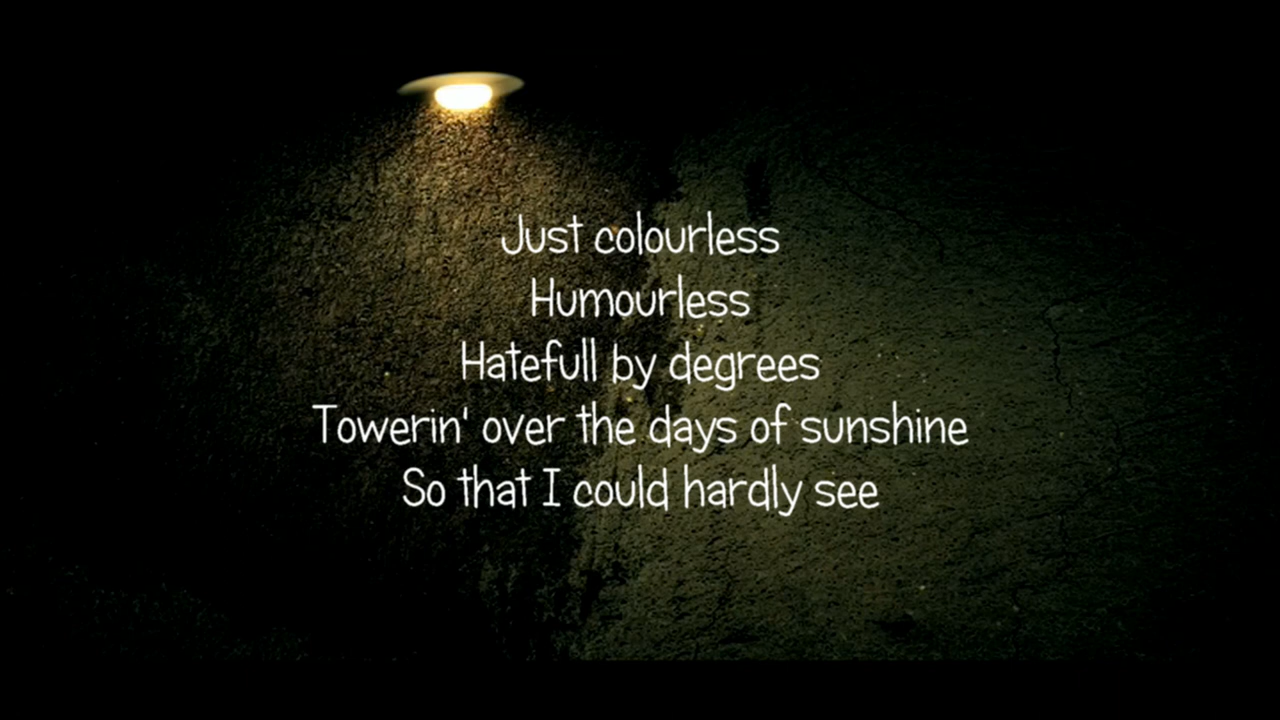 Just colourless
Humourless
Hatefull by degrees
Towerin' over the days of sunshine
So that I could hardly see